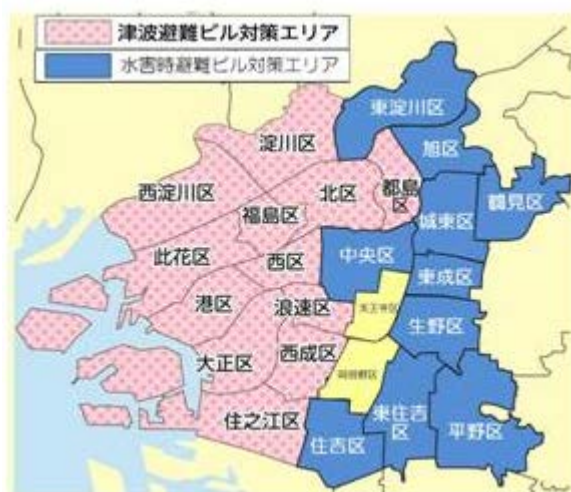 津波避難ビル対策エリア
水害時避難ビル対策エリア
東淀川区
淀川区
旭区
西淀川区
北区
都島
区
鶴見区
福島区
城東区
此花区
西区
中央区
東成区
港区
浪速区
天王寺区
生野区
大正区
西成区
阿倍野区
住之江区
住吉区
東住吉
区
平野区